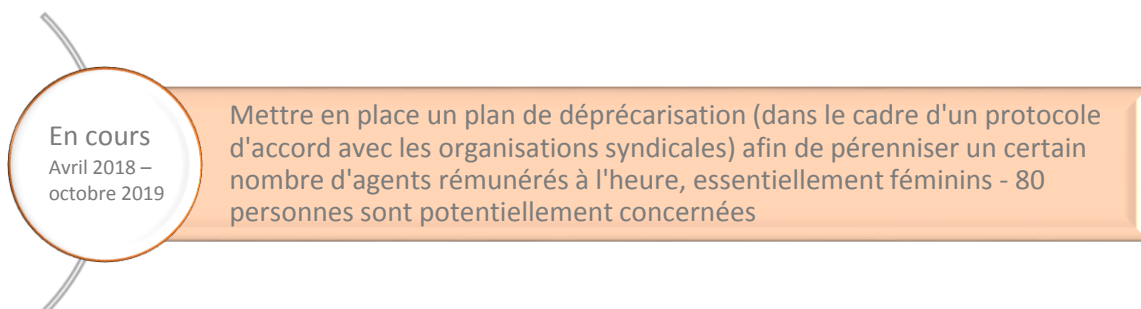 En cours
Avril 2018 –
octobre 2019
Mettre en place un plan de déprécarisation (dans le cadre d'un protocole
d'accord avec les organisations syndicales) afin de pérenniser un certain
nombre d'agents rémunérés à l'heure, essentiellement féminins - 80
personnes sont potentiellement concernées